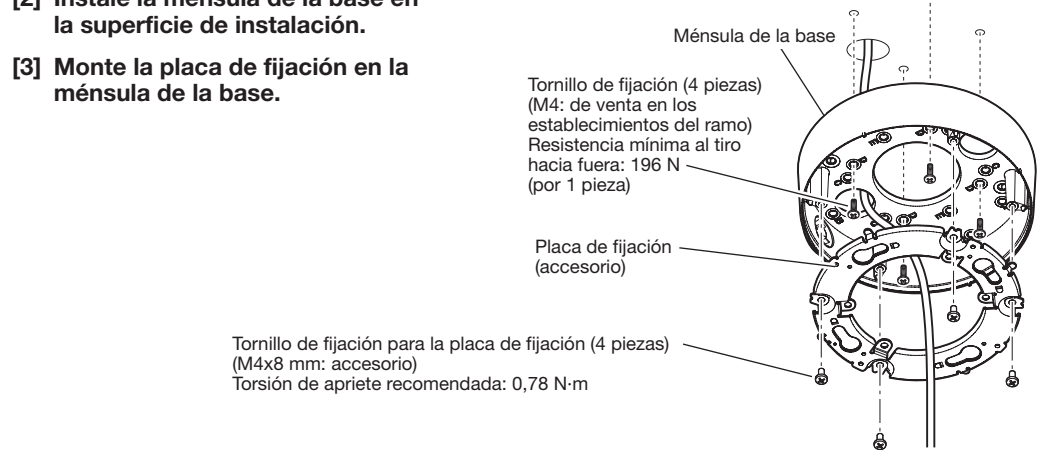 [2] Instale la ménsula de la base en
la superficie de instalación.
[3] Monte la placa de fijación en la
ménsula de la base.
Ménsula de la base
Tornillo de fijación (4 piezas)
(M4: de venta en los
establecimientos del ramo)
Resistencia mínima al tiro
hacia fuera: 196 N
(por 1 pieza)
Placa de fijación
(accesorio)
Tornillo de fijación para la placa de fijación (4 piezas)
(M4x8 mm: accesorio)
Torsión de apriete recomendada: 0,78 N·m